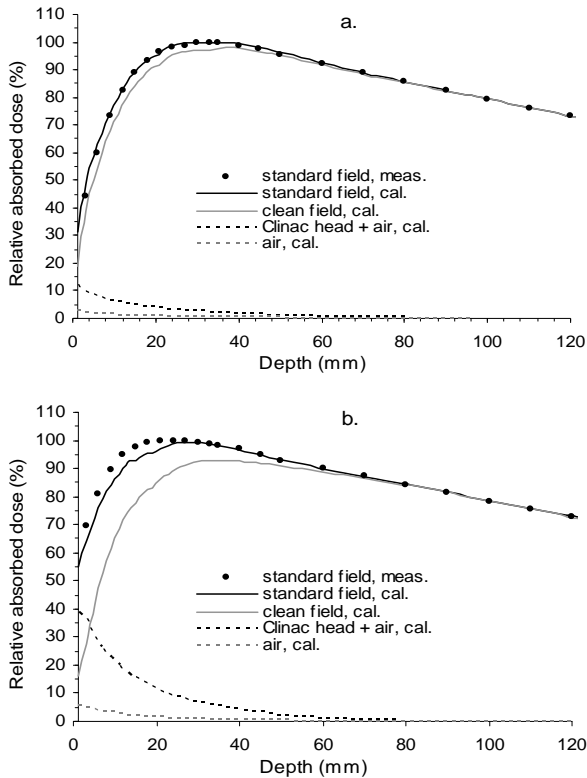 a.
Relative absorbed dose (%)
110
100
90
80
70
60
50
40
30
20
10
0
standard field, meas.
standard field, cal.
clean field, cal.
Clinac head + air, cal.
air, cal.
0 20 40 60 80 100 120
Depth (mm)
b.
Relative absorbed dose (%)
110
100
90
80
70
60
50
40
30
20
10
0
standard field, meas.
standard field, cal.
clean field, cal.
Clinac head + air, cal.
air, cal.
0 20 40 60 80 100 120
Depth (mm)